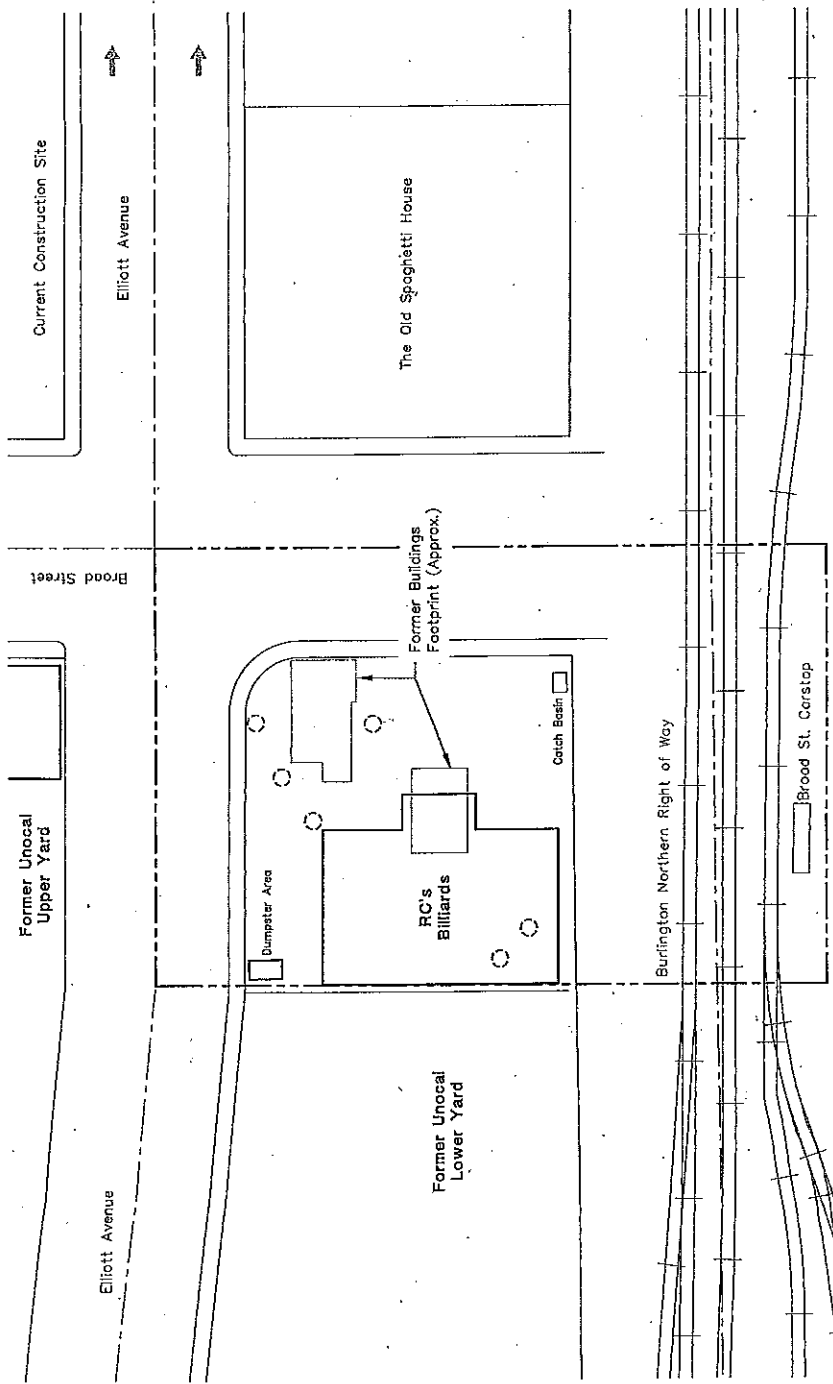 Current Construction Site
Elliott Avenue
The Old Spaghetti House
Broad Street
Former Buildings
Footprint (Approx.)
Former Unocal
Upper Yard
Dumpster Area
RC's
Billiards
Catch Basin
Burlington Northern Right of Way
Broad St. Carstop
Elliott Avenue
Former Unocal
Lower Yard